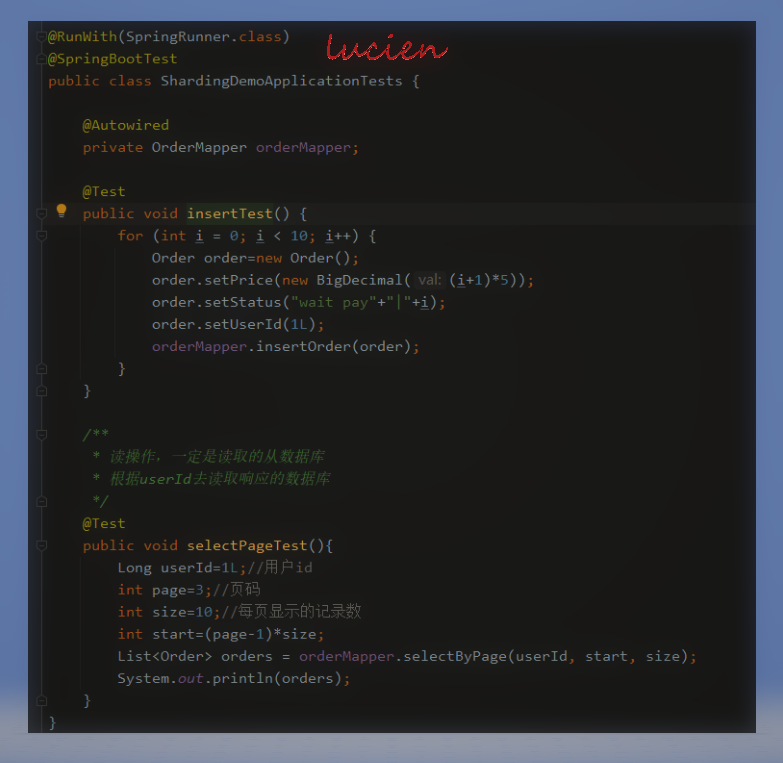 @RunWith(SpringRunner.class)
lucien
@SpringBootTest
public class ShardingDemoApplicationTests {
@Autowired
private OrderMapper orderMapper;
@Test
public void insertTest() {
for (int i = 0; i < 10; i++) {
Order order=new Order();
order.setPrice(new BigDecimal( val: (i+1)*5));
order.setStatus("wait pay"+"|"+i);
order.setUserId(1L);
orderMapper.insertOrder(order);
}
}
/**
* 读操作，一定是读取的从数据库
* 根据userId去读取响应的数据库
*/
@Test
public void selectPageTest(){
Long userId=1L;//用户id
int page=3;//页码
int size=10;//每页显示的记录数
int start=(page-1)*size;
List<Order> orders = orderMapper.selectByPage(userId, start, size);
System.out.println(orders);
}
}